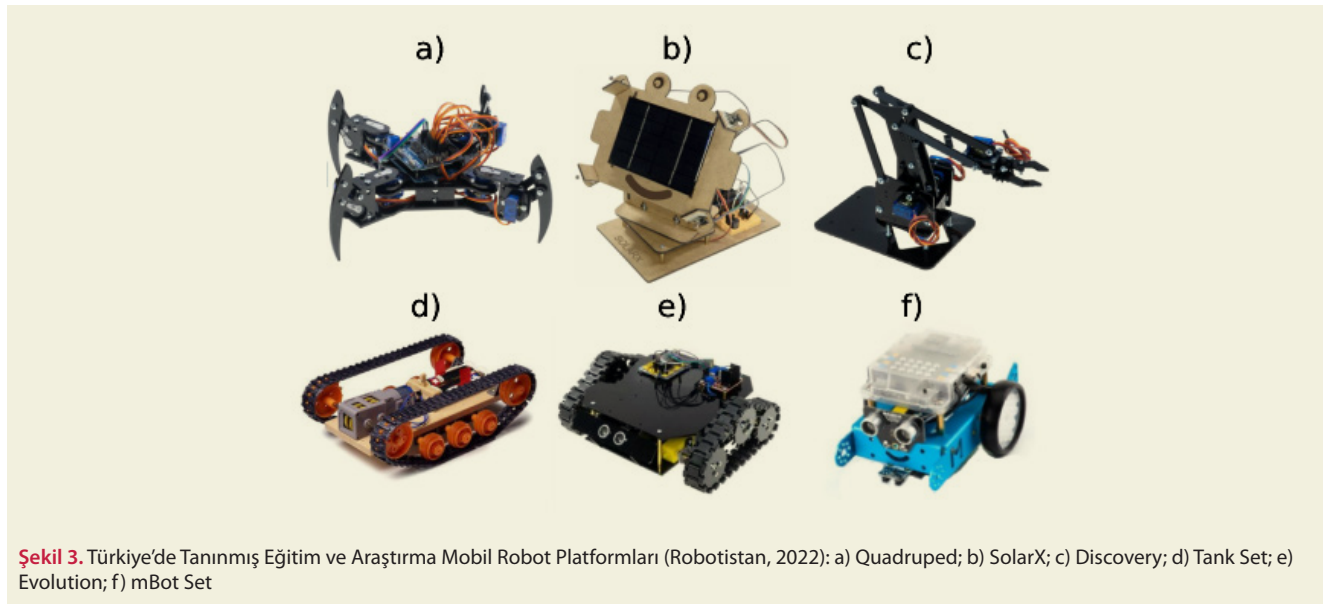 a)
b)
c)
SOLARX
d)
e)
f)
Şekil 3. Türkiye’de Tanınmış Eğitim ve Araştırma Mobil Robot Platformları (Robotistan, 2022): a) Quadruped; b) SolarX; c) Discovery; d) Tank Set; e)
Evolution; f) mBot Set